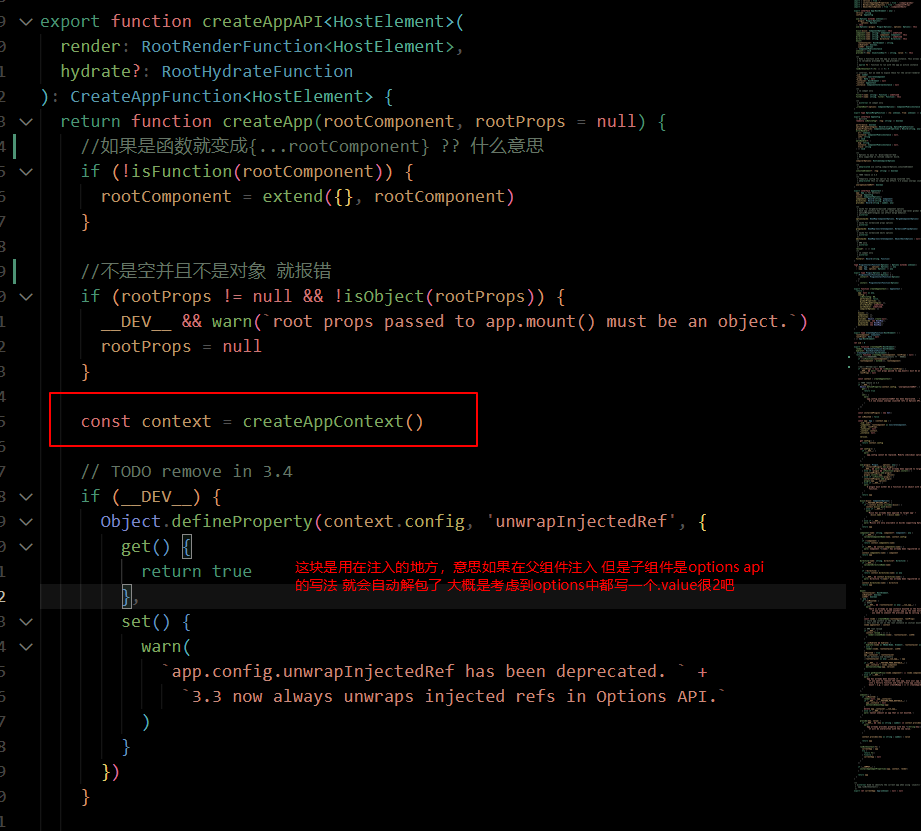 export function createAppAPI<HostElement>(
render: RootRenderFunction<HostElement>,
hydrate?: RootHydrateFunction
): CreateAppFunction<HostElement> {
return function createApp(rootComponent, rootProps = null) {
//如果是函数就变成{...rootComponent} ?? 什么意思
if (!isFunction(rootComponent)) {
rootComponent = extend({}, rootComponent)
}
//不是空并且不是对象 就报错
if (rootProps != null && !isObject(rootProps)) {
__DEV__ && warn(`root props passed to app.mount() must be an object.`)
rootProps = null
}
const context = createAppContext()
// TODO remove in 3.4
if (__DEV__) {
Object.defineProperty(context.config, 'unwrapInjectedRef', {
get() {
return true
这块是用在注入的地方，意思如果在父组件注入 但是子组件是options api
的写法 就会自动解包了 大概是考虑到options中都写一个.value很2吧
},
set() {
warn(
`app.config.unwrapInjectedRef has been deprecated. ` +
`3.3 now always unwraps injected refs in Options API.`
)
}
})
}